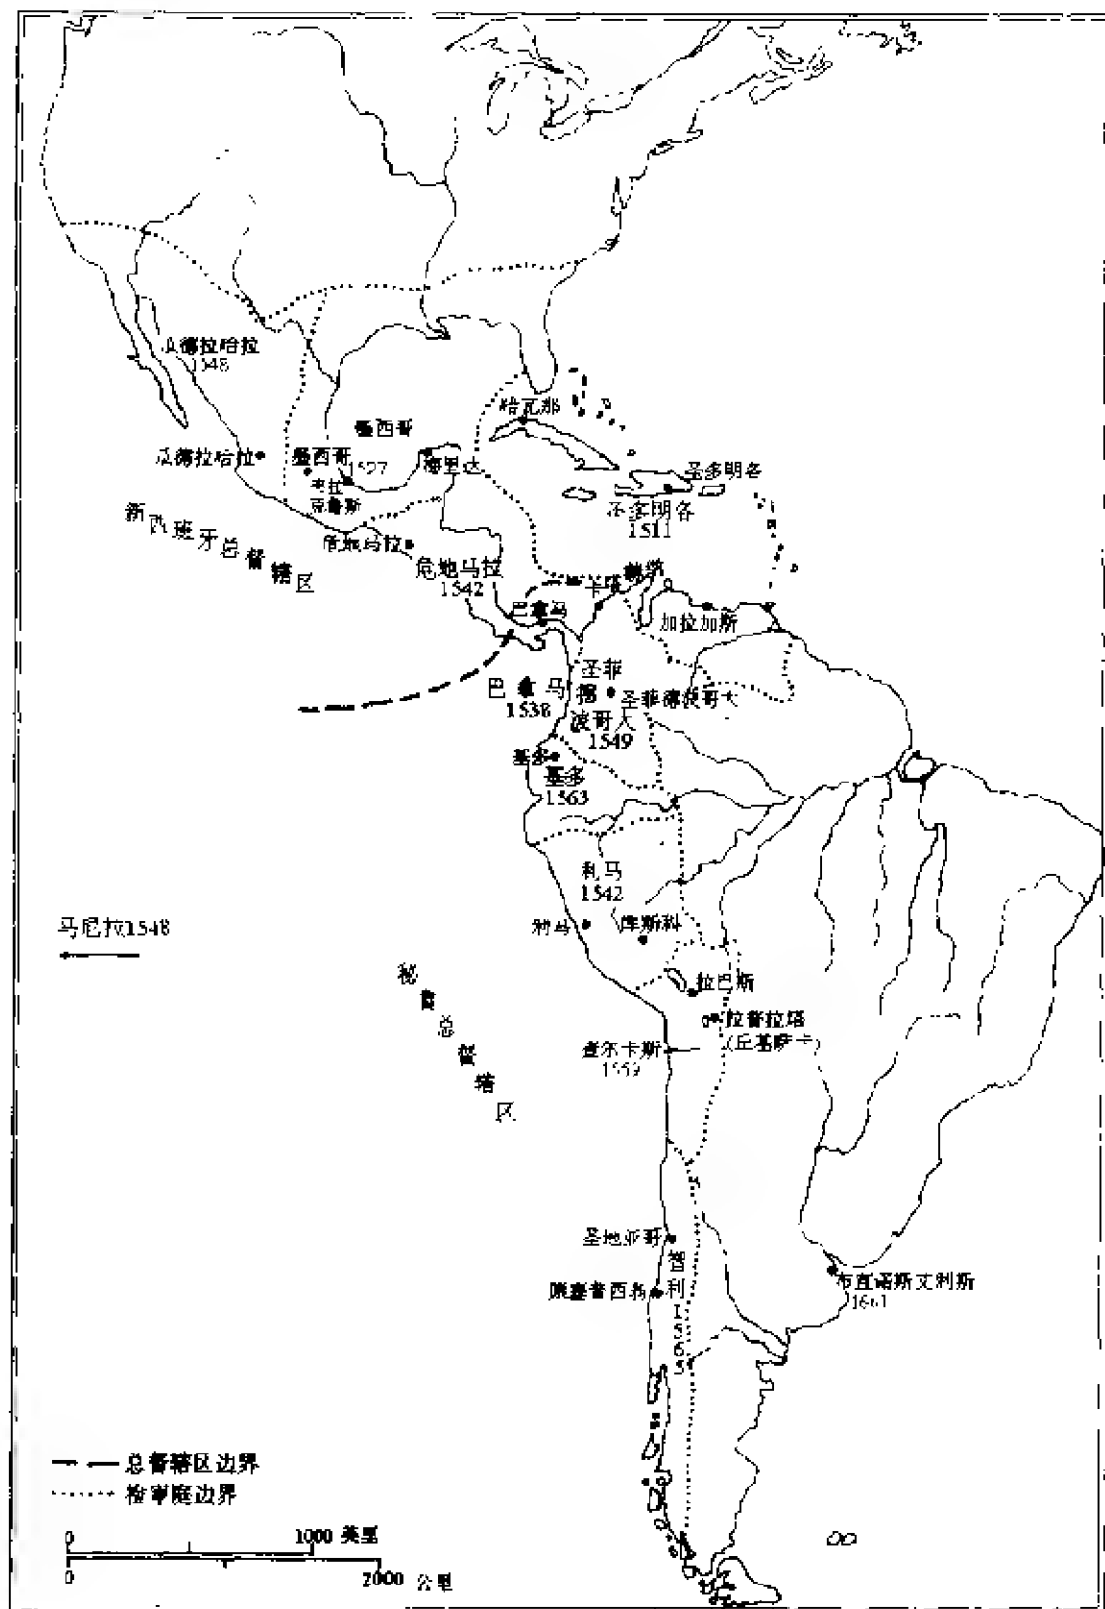 瓜德拉哈拉
1548
墨西哥
哈瓦那
瓜德拉哈拉
墨西哥
1527
梅里达
圣多明各
克鲁斯
圣多明各
1511
新西班牙总督辖区
危地马拉
危地马拉
1542
巴拿马
加拉加斯
巴拿马
1538
圣菲
德
波哥大
1549
圣菲德波哥大
基多
基多
1563
利马
1542
利马
库斯科
马尼拉1548
秘鲁总督辖区
拉巴斯
拉普拉塔
(丘基萨卡)
查尔卡斯
1559
圣地亚哥
智利
1565
康塞普西翁
布宜诺斯艾利斯
1661
总督辖区边界
检审庭边界
0 1000 英里
0 2000 公里